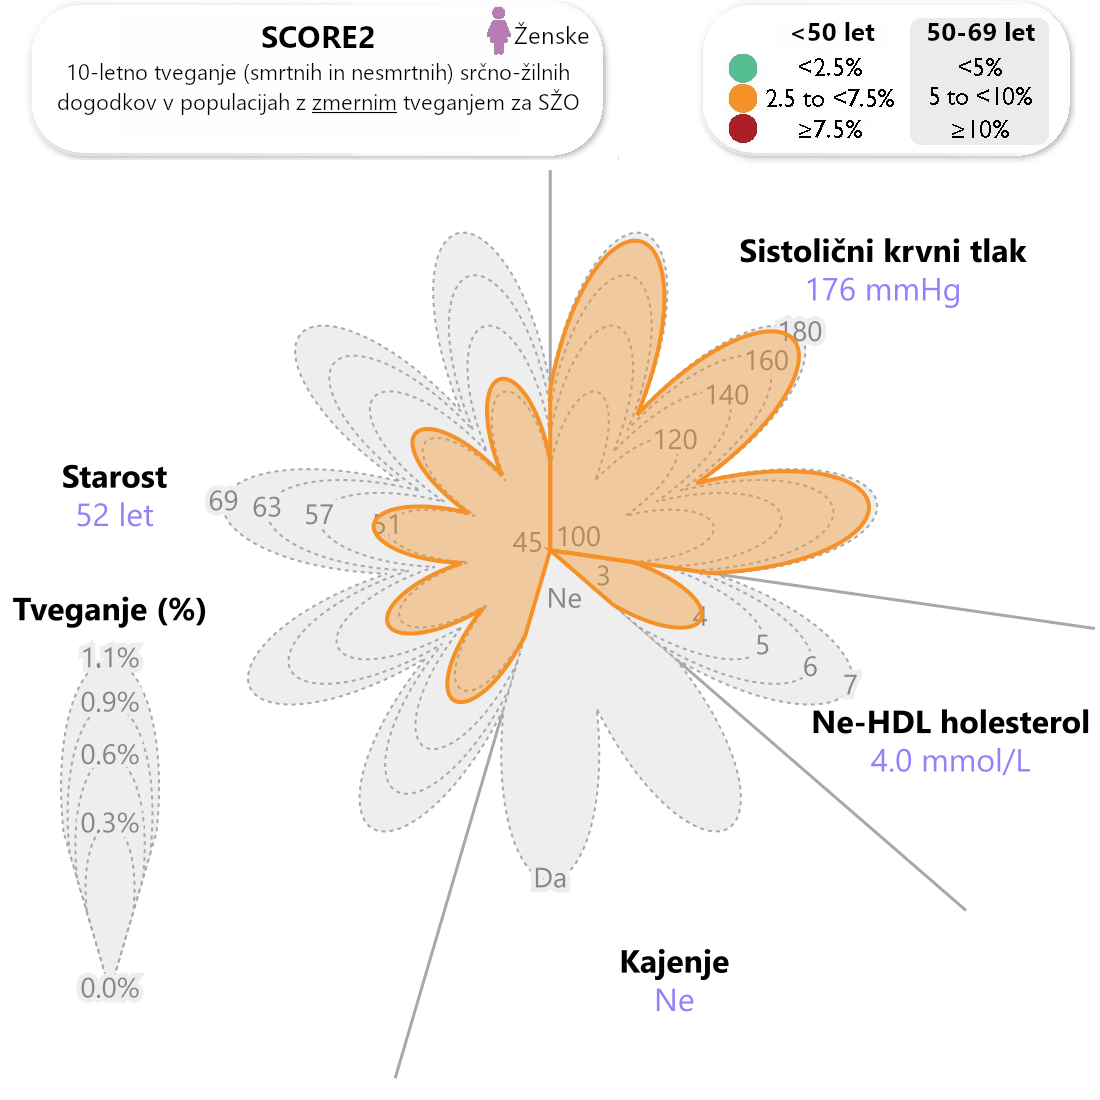 SCORE2
Ženske
10-letno tveganje (smrtnih in nesmrtnih) srčno-žilnih
dogodkov v populacijah z zmernim tveganjem za SŽO
<50 let
50-69 let
<2.5%
<5%
2.5 to <7.5%
5 to <10%
≥7.5%
≥10%
Sistolični krvni tlak
176 mmHg
180
160
140
120
100
Starost
52 let
69
63
57
51
45
3
4
5
6
7
Ne
Tveganje (%)
1.1%
0.9%
0.6%
0.3%
0.0%
Ne-HDL holesterol
4.0 mmol/L
Da
Kajenje
Ne